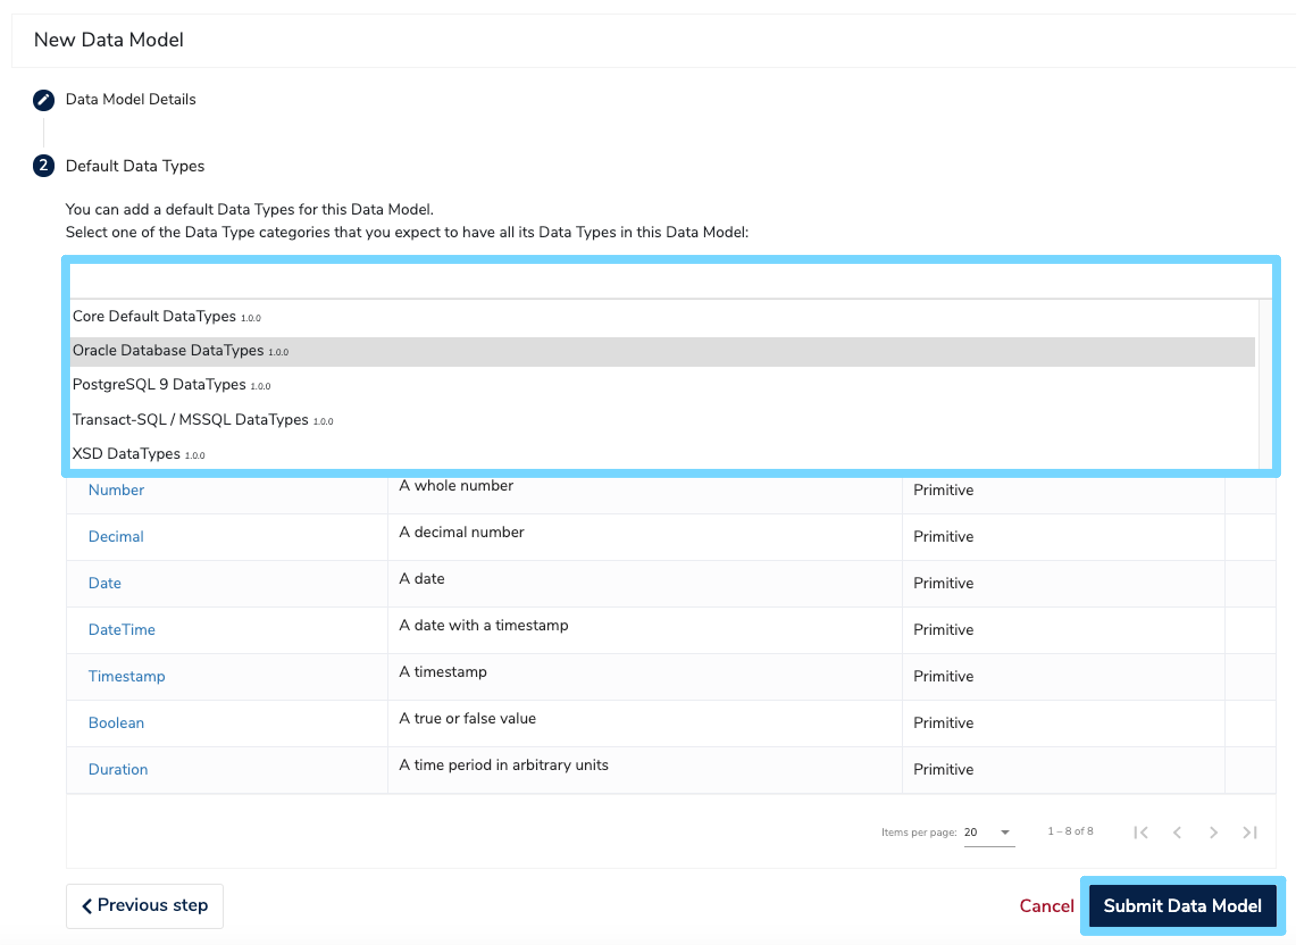 New Data Model
Data Model Details
2 Default Data Types
You can add a default Data Types for this Data Model.
Select one of the Data Type categories that you expect to have all its Data Types in this Data Model:
Core Default DataTypes 1.0.0
Oracle Database DataTypes 1.0.0
PostgreSQL 9 DataTypes 1.0.0
Transact-SQL / MSSQL DataTypes 1.0.0
XSD DataTypes 1.0.0
Number A whole number Primitive
Decimal A decimal number Primitive
Date A date Primitive
DateTime A date with a timestamp Primitive
Timestamp A timestamp Primitive
Boolean A true or false value Primitive
Duration A time period in arbitrary units Primitive
Items per page: 20 1 – 8 of 8
Previous step Cancel Submit Data Model